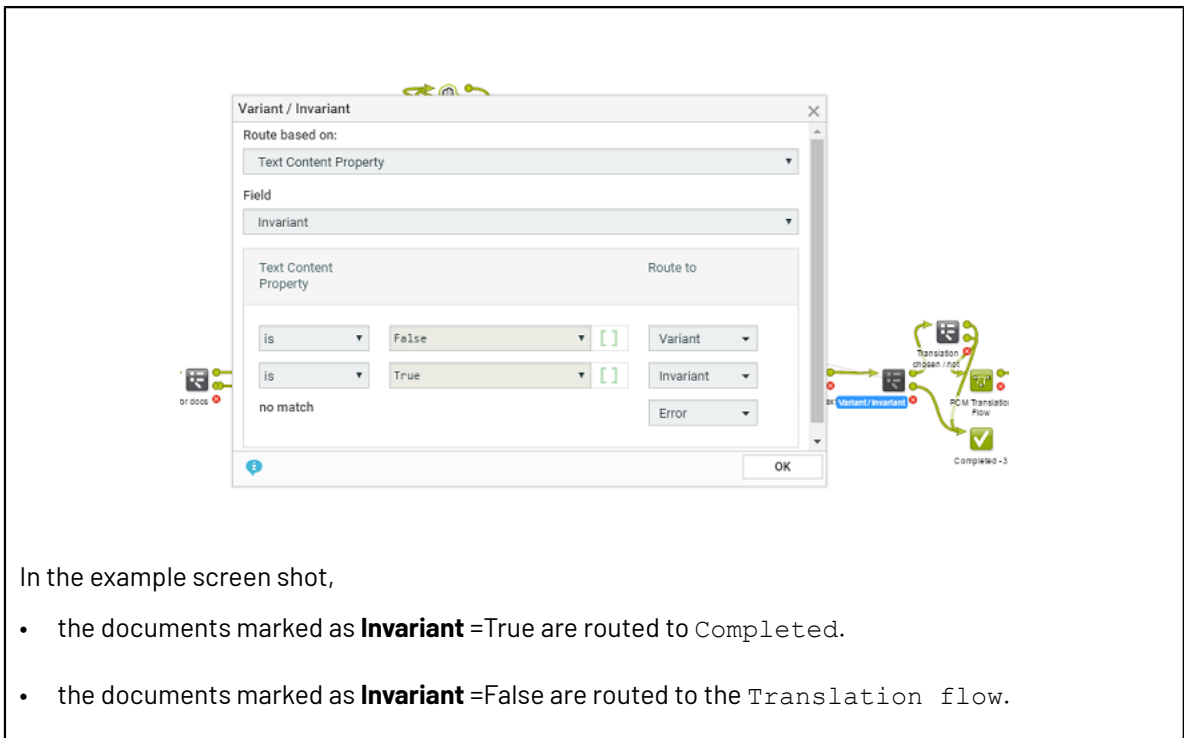 Variant / Invariant
Route based on:
Text Content Property
Field
Invariant
Text Content Property
Route to
is False [] Variant
is True [] Invariant
no match Error
OK
br docs
Variant / Invariant
Translation
chosen / not
PCM Translatio
Flow
Completed - 3
In the example screen shot,
• the documents marked as Invariant =True are routed to Completed.
• the documents marked as Invariant =False are routed to the Translation flow.